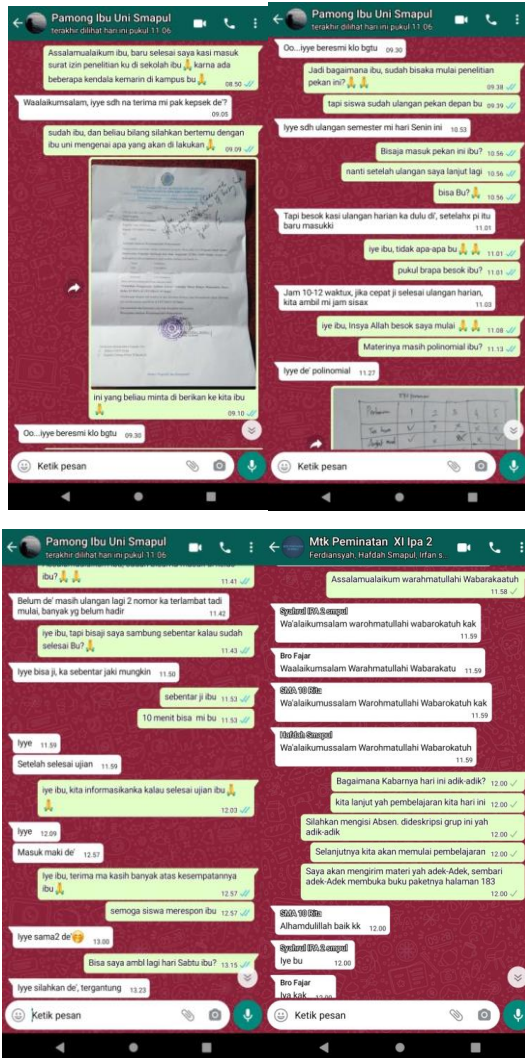 Pamong Ibu Uni Smapul
terakhir dilihat hari ini pukul 11 06
Assalamualaikum ibu, baru selesai saya kasi masuk
surat izin penelitian ku di sekolah ibu🙏 karna ada
beberapa kendala kemarin di kampus bu🙏
08.50
Waalaikumsalam, iyye sdh na terima mi pak kepsek de'?
09.05
sudah ibu, dan beliau bilang silahkan bertemu dengan
ibu uni mengenai apa yang akan di lakukan🙏
09.09
ini yang beliau minta di berikan ke kita ibu
🙏
09.10
Oo...iyye beresmi klo bgtu 09.30
Ketik pesan
Pamong Ibu Uni Smapul
terakhir dilihat hari ini pukul 11 06
Oo...iyye beresmi klo bgtu 09.30
Jadi bagaimana ibu, sudah bisaka mulai penelitian
pekan ini?🙏🙏
09.38
tapi siswa sudah ulangan pekan depan bu 09.39
Iyye sdh ulangan semester mi hari Senin ini 10.53
Bisaja masuk pekan ini ibu? 10.56
nanti setelah ulangan saya lanjut lagi 10.56
bisa Bu?🙏 10.56
Tapi besok kasi ulangan harian ka dulu di', setelahx pi itu
baru masukki
11.01
iye ibu, tidak apa-apa bu🙏🙏 11.01
pukul brapa besok ibu? 11.01
Jam 10-12 waktux, jika cepat ji selesai ulangan harian,
kita ambil mi jam sisax
11.03
iye ibu, Insya Allah besok saya mulai🙏🙏 11.08
Materinya masih polinomial ibu? 11.13
Iyye de' polinomial 11.27
1 2 3 4 5
Ketik pesan
Pamong Ibu Uni Smapul
terakhir dilihat hari ini pukul 11 06
ibu?🙏🙏
11.41
Belum de' masih ulangan lagi 2 nomor ka terlambat tadi
mulai, banyak yg belum hadir
11.42
iye ibu, tapi bisaji saya sambung sebentar kalau sudah
selesai Bu?🙏
11.43
Iyye bisa ji, ka sebentar jaki mungkin 11.50
sebentar ji ibu 11.53
10 menit bisa mi bu 11.53
Iyye 11.59
Setelah selesai ujian 11.59
iye ibu, kita informasikanka kalau selesai ujian ibu🙏
🙏
12.03
Iyye 12.09
Masuk maki de' 12.57
Iye ibu, terima ma kasih banyak atas kesempatannya
ibu🙏
12.57
semoga siswa merespon ibu 12.57
Iyye sama2 de'🥰 13.00
Bisa saya ambl lagi hari Sabtu ibu? 13.15
Iyye silahkan de', tergantung 13.23
Ketik pesan
Mtk Peminatan XI Ipa 2
Ferdiansyah, Hafdah Smapul, Irfan s...
Assalamualaikum warahmatullahi Wabarakaatuh
11.58
Syahrul IPA 2 smpul
Wa'alaikumsalam warohmatullahi wabarokatuh kak
11.59
Bro Fajar
Waalaikumsalam Warahmatullahi Wabarakatu 11.59
SMA 10 Rita
Wa'alaikumussalam Warohmatullahi Wabarokatuh kak
11.59
Hafdah Smapul
Wa'alaikumussalam Warohmatullahi Wabarokatuh
11.59
Bagaimana Kabarnya hari ini adik-adik? 12.00
kita lanjut yah pembelajaran kita hari ini 12.00
Silahkan mengisi Absen. dideskripsi grup ini yah
adik-adik
12.00
Selanjutnya kita akan memulai pembelajaran 12.00
Saya akan mengirim materi yah adek-Adek, sembari
adek-Adek membuka buku paketnya halaman 183
12.00
SMA 10 Rita
Alhamdulillah baik kk 12.00
Syahrul IPA 2 smpul
Iye bu 12.00
Bro Fajar
Iya kak 12.00
Ketik pesan